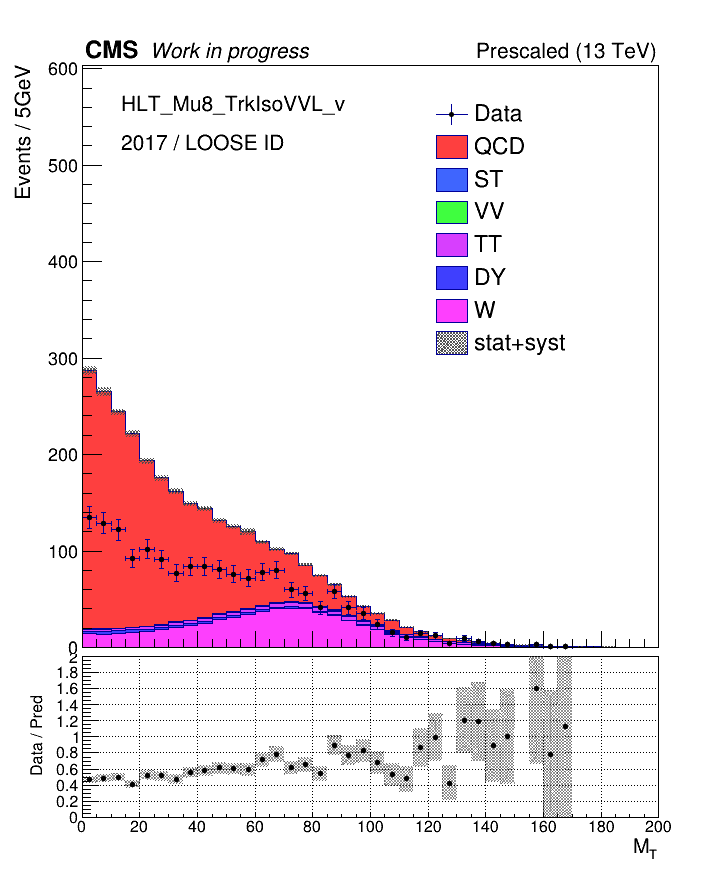 CMS Work in progress Prescaled (13 TeV)
Events / 5GeV
600
500
400
300
200
100
0
HLT_Mu8_TrkIsoVVL_v
2017 / LOOSE ID
Data
QCD
ST
VV
TT
DY
W
stat+syst
Data / Pred
2
1.8
1.6
1.4
1.2
1
0.8
0.6
0.4
0.2
0
0 20 40 60 80 100 120 140 160 180 200
M_T